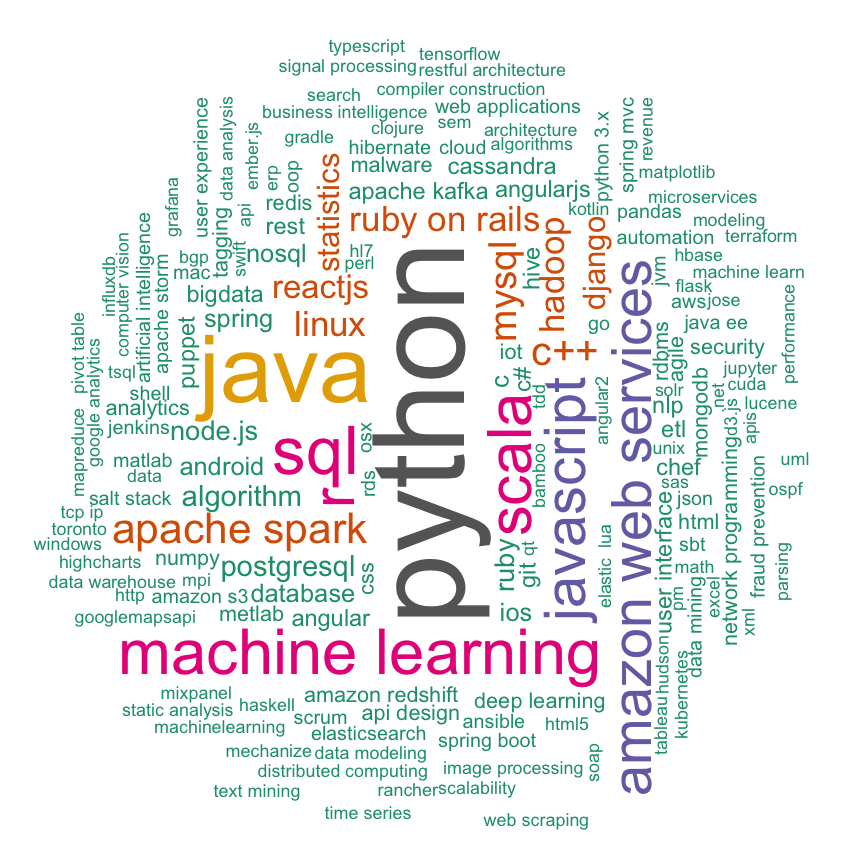 typescript
tensorflow
signal processing
restful architecture
compiler construction
search
business intelligence
web applications
clojure
sem
architecture
gradle
hibernate
cloud
algorithms
malware
cassandra
apache kafka
angularjs
python 3.x
spring mvc
revenue
matplotlib
microservices
kotlin
pandas
modeling
automation
terraform
hbase
machine learn
flask
aws
jose
java ee
security
performance
jupyter
cuda
lucene
net
d3.js
apis
uml
ospf
user experience
data analysis
ember.js
erp
oop
grafana
api
redis
rest
tagging
swift
nosql
statistics
ruby on rails
hl7
perl
bgp
mac
bigdata
reactjs
spring
linux
influxdb
computer vision
artificial intelligence
apache storm
puppet
pivot table
google analytics
tsql
shell
analytics
jenkins
node.js
mapreduce
matlab
data
android
salt stack
algorithm
tcp ip
toronto
windows
apache spark
highcharts
numpy
postgresql
data warehouse
mpi
http
amazon s3
database
css
googlemapsapi
metlab
angular
java
sql
r
osx
rds
python
mysql
hive
hadoop
django
go
iot
c++
c
c#
tdd
scala
bamboo
javascript
angular2
amazon web services
jvm
rdbms
agile
solr
nlp
mongodb
etl
unix
chef
sas
json
html
sbt
math
user interface
network programming
fraud prevention
parsing
pm
excel
xml
data mining
ruby
git
qt
ios
elastic
lua
machine learning
hudson
tableau
kubernetes
mixpanel
static analysis
haskell
machinelearning
amazon redshift
scrum
api design
deep learning
ansible
html5
elasticsearch
spring boot
mechanize
data modeling
distributed computing
image processing
soap
text mining
rancher
scalability
time series
web scraping